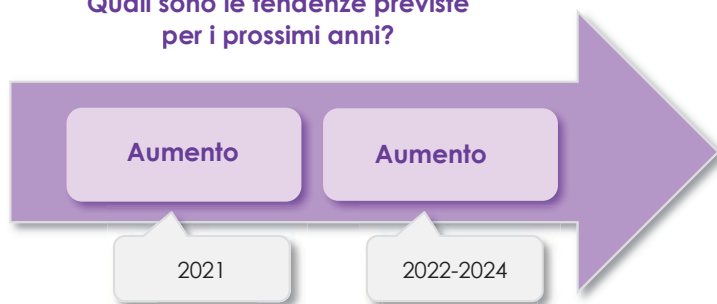 Quali sono le tendenze previste
per i prossimi anni?
Aumento
Aumento
2021
2022-2024